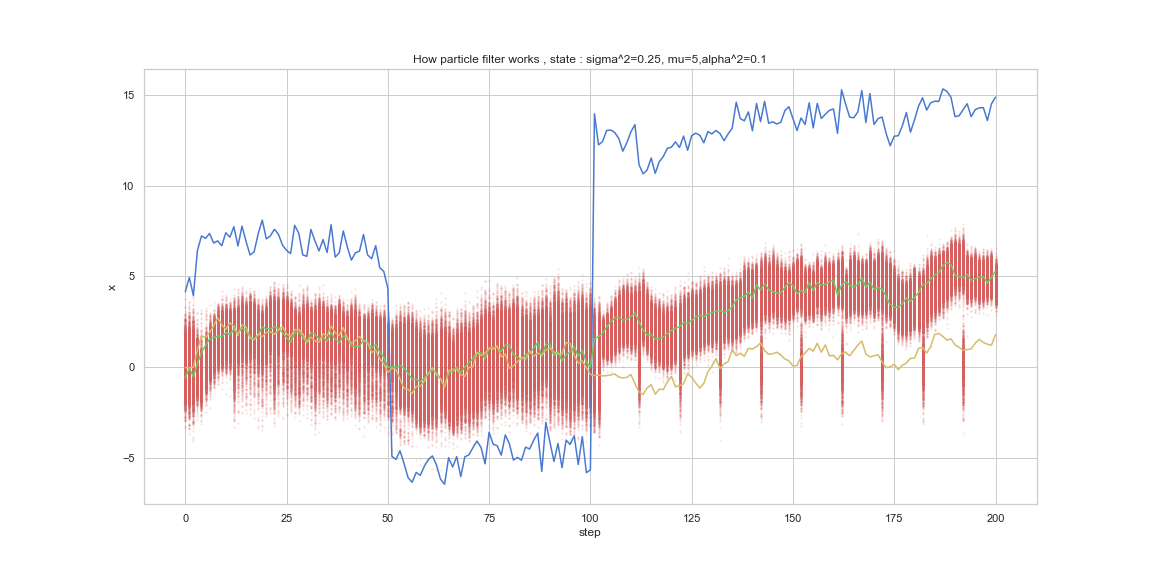 How particle filter works , state : sigma^2=0.25, mu=5,alpha^2=0.1
15
10
5
0
−5
x
0 25 50 75 100 125 150 175 200
step